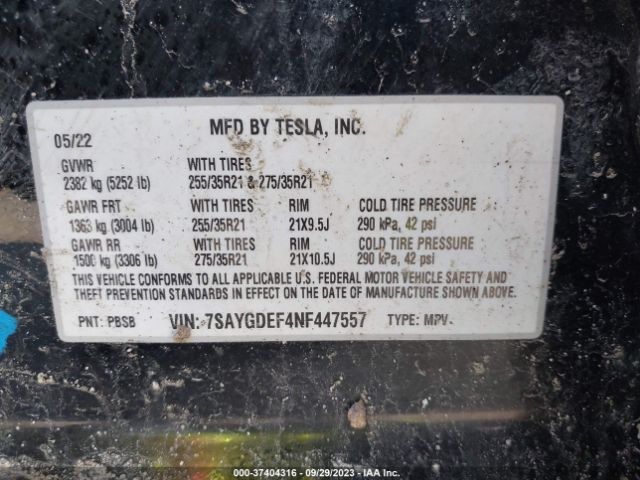 05/22 MFD BY TESLA, INC.
GVWR WITH TIRES
2382 kg (5252 lb) 255/35R21 & 275/35R21
GAWR FRT WITH TIRES RIM COLD TIRE PRESSURE
1363 kg (3004 lb) 255/35R21 21X9.5J 290 kPa, 42 psi
GAWR RR WITH TIRES RIM COLD TIRE PRESSURE
1500 kg (3306 lb) 275/35R21 21X10.5J 290 kPa, 42 psi
THIS VEHICLE CONFORMS TO ALL APPLICABLE U.S. FEDERAL MOTOR VEHICLE SAFETY AND
THEFT PREVENTION STANDARDS IN EFFECT ON THE DATE OF MANUFACTURE SHOWN ABOVE.
PNT: PBSB VIN: 7SAYGDEF4NF447557 TYPE: MPV
000-37404316 - 09/29/2023 - IAA Inc.